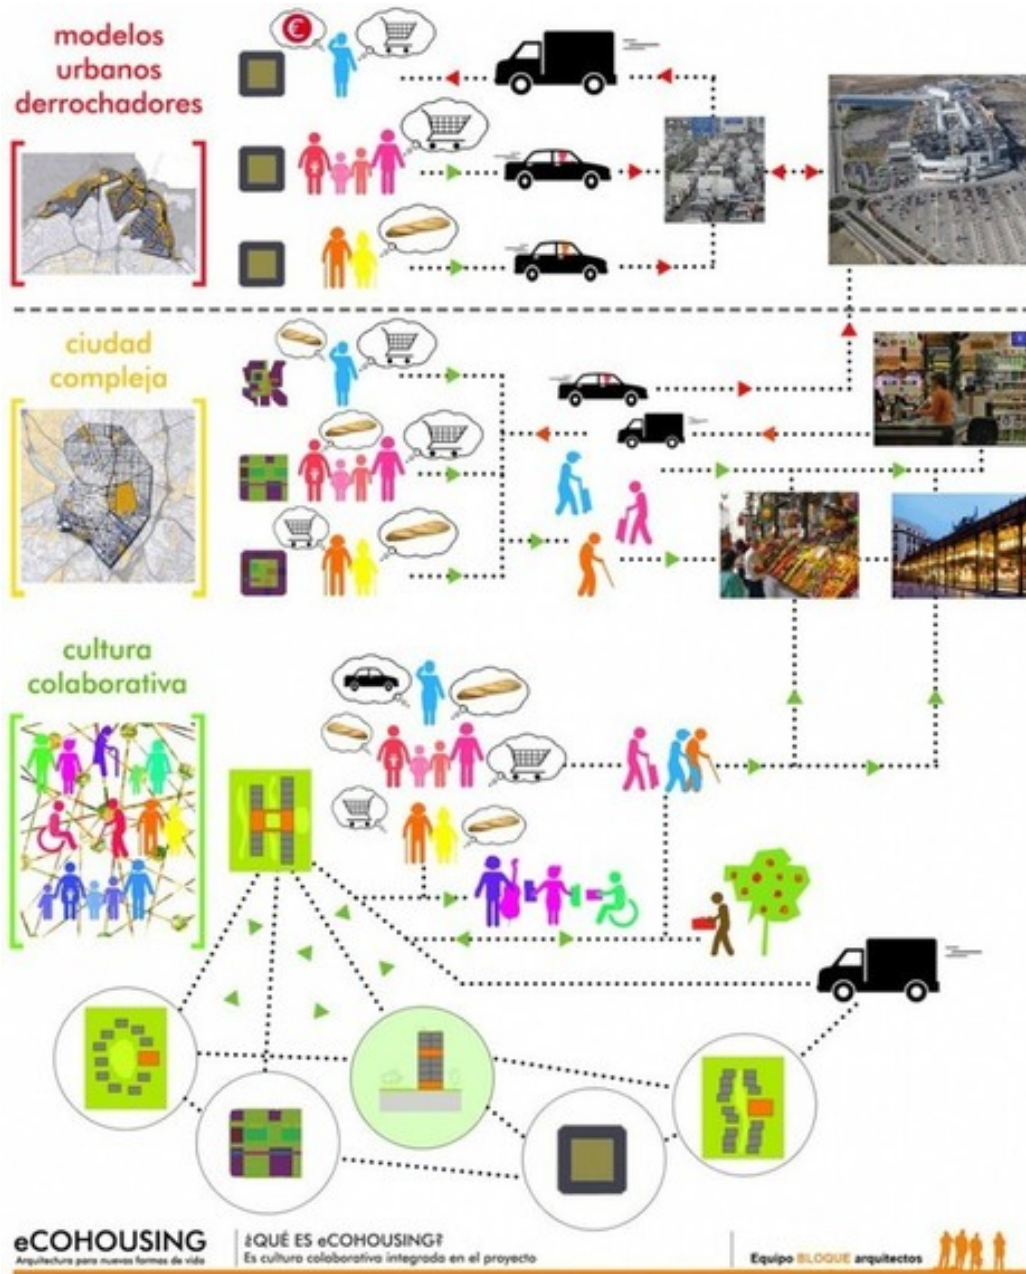 modelos
urbanos
derrochadores
€
ciudad
compleja
cultura
colaborativa
eCOHOUSING
Arquitectura para nuevas formas de vida
¿QUÉ ES eCOHOUSING?
Es cultura colaborativa integrada en el proyecto
Equipo BLOQUE arquitectos